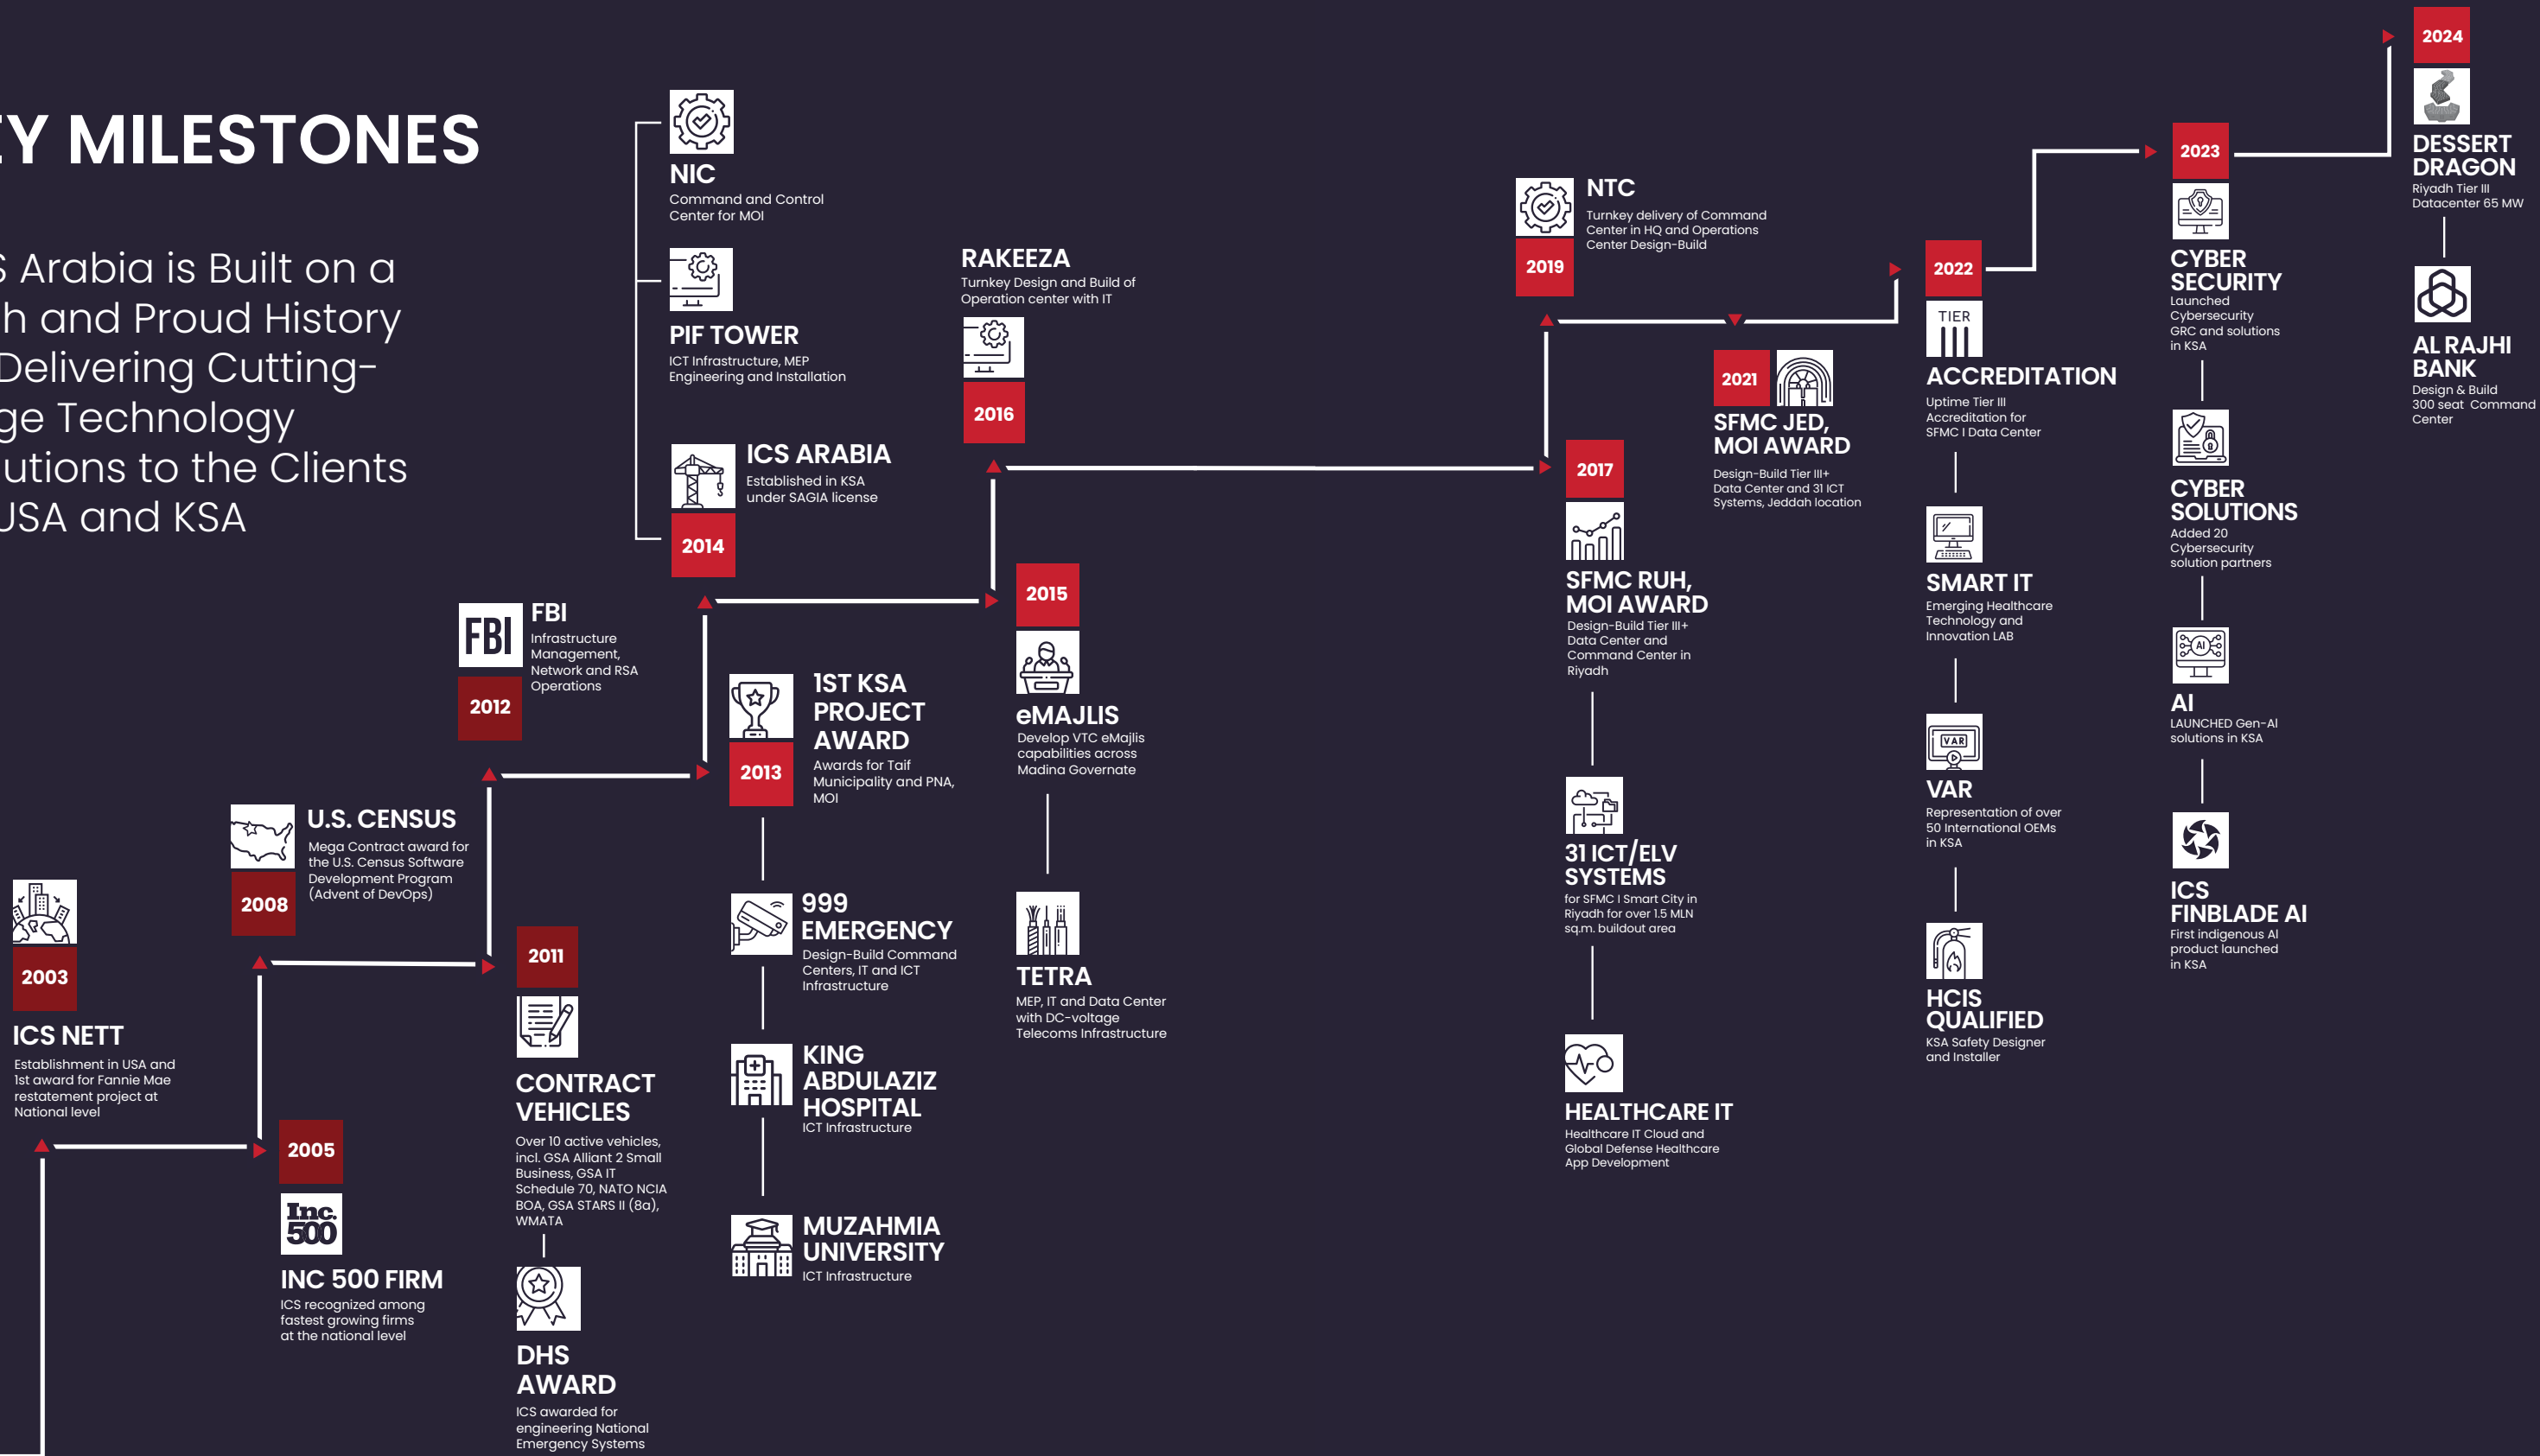 EY MILESTONES
S Arabia is Built on a
h and Proud History
Delivering Cutting-
ge Technology
utions to the Clients
USA and KSA
2003
ICS NETT
Establishment in USA and
1st award for Fannie Mae
restatement project at
National level
2005
Inc.
500
INC 500 FIRM
ICS recognized among
fastest growing firms
at the national level
2008
U.S. CENSUS
Mega Contract award for
the U.S. Census Software
Development Program
(Advent of DevOps)
2011
CONTRACT
VEHICLES
Over 10 active vehicles,
incl. GSA Alliant 2 Small
Business, GSA IT
Schedule 70, NATO NCIA
BOA, GSA STARS II (8a),
WMATA
DHS
AWARD
ICS awarded for
engineering National
Emergency Systems
FBI
2012
FBI
Infrastructure
Management,
Network and RSA
Operations
2013
1ST KSA
PROJECT
AWARD
Awards for Taif
Municipality and PNA,
MOI
999
EMERGENCY
Design-Build Command
Centers, IT and ICT
Infrastructure
KING
ABDULAZIZ
HOSPITAL
ICT Infrastructure
MUZAHMIA
UNIVERSITY
ICT Infrastructure
NIC
Command and Control
Center for MOI
PIF TOWER
ICT Infrastructure, MEP
Engineering and Installation
ICS ARABIA
Established in KSA
under SAGIA license
2014
2015
eMAJLIS
Develop VTC eMajlis
capabilities across
Madina Governate
TETRA
MEP, IT and Data Center
with DC-voltage
Telecoms Infrastructure
RAKEEZA
Turnkey Design and Build of
Operation center with IT
2016
2017
SFMC RUH,
MOI AWARD
Design-Build Tier III+
Data Center and
Command Center in
Riyadh
31 ICT/ELV
SYSTEMS
for SFMC I Smart City in
Riyadh for over 1.5 MLN
sq.m. buildout area
HEALTHCARE IT
Healthcare IT Cloud and
Global Defense Healthcare
App Development
2019
NTC
Turnkey delivery of Command
Center in HQ and Operations
Center Design-Build
2021
SFMC JED,
MOI AWARD
Design-Build Tier III+
Data Center and 31 ICT
Systems, Jeddah location
2022
TIER
III
ACCREDITATION
Uptime Tier III
Accreditation for
SFMC I Data Center
SMART IT
Emerging Healthcare
Technology and
Innovation LAB
VAR
VAR
Representation of over
50 International OEMs
in KSA
HCIS
QUALIFIED
KSA Safety Designer
and Installer
2023
CYBER
SECURITY
Launched
Cybersecurity
GRC and solutions
in KSA
CYBER
SOLUTIONS
Added 20
Cybersecurity
solution partners
AI
AI
LAUNCHED Gen-AI
solutions in KSA
ICS
FINBLADE AI
First indigenous AI
product launched
in KSA
2024
DESSERT
DRAGON
Riyadh Tier III
Datacenter 65 MW
AL RAJHI
BANK
Design & Build
300 seat Command
Center